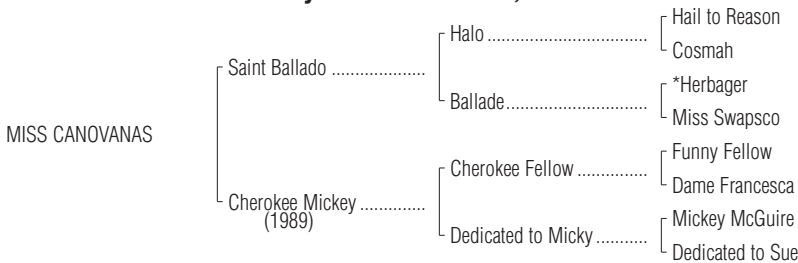 Hail to Reason
Halo ................................
Cosmah
Saint Ballado ...................
*Herbager
Ballade.............................
Miss Swapsco
MISS CANOVANAS
Funny Fellow
Cherokee Fellow ..............
Dame Francesca
Cherokee Mickey ..............
(1989)
Mickey McGuire
Dedicated to Micky...........
Dedicated to Sue